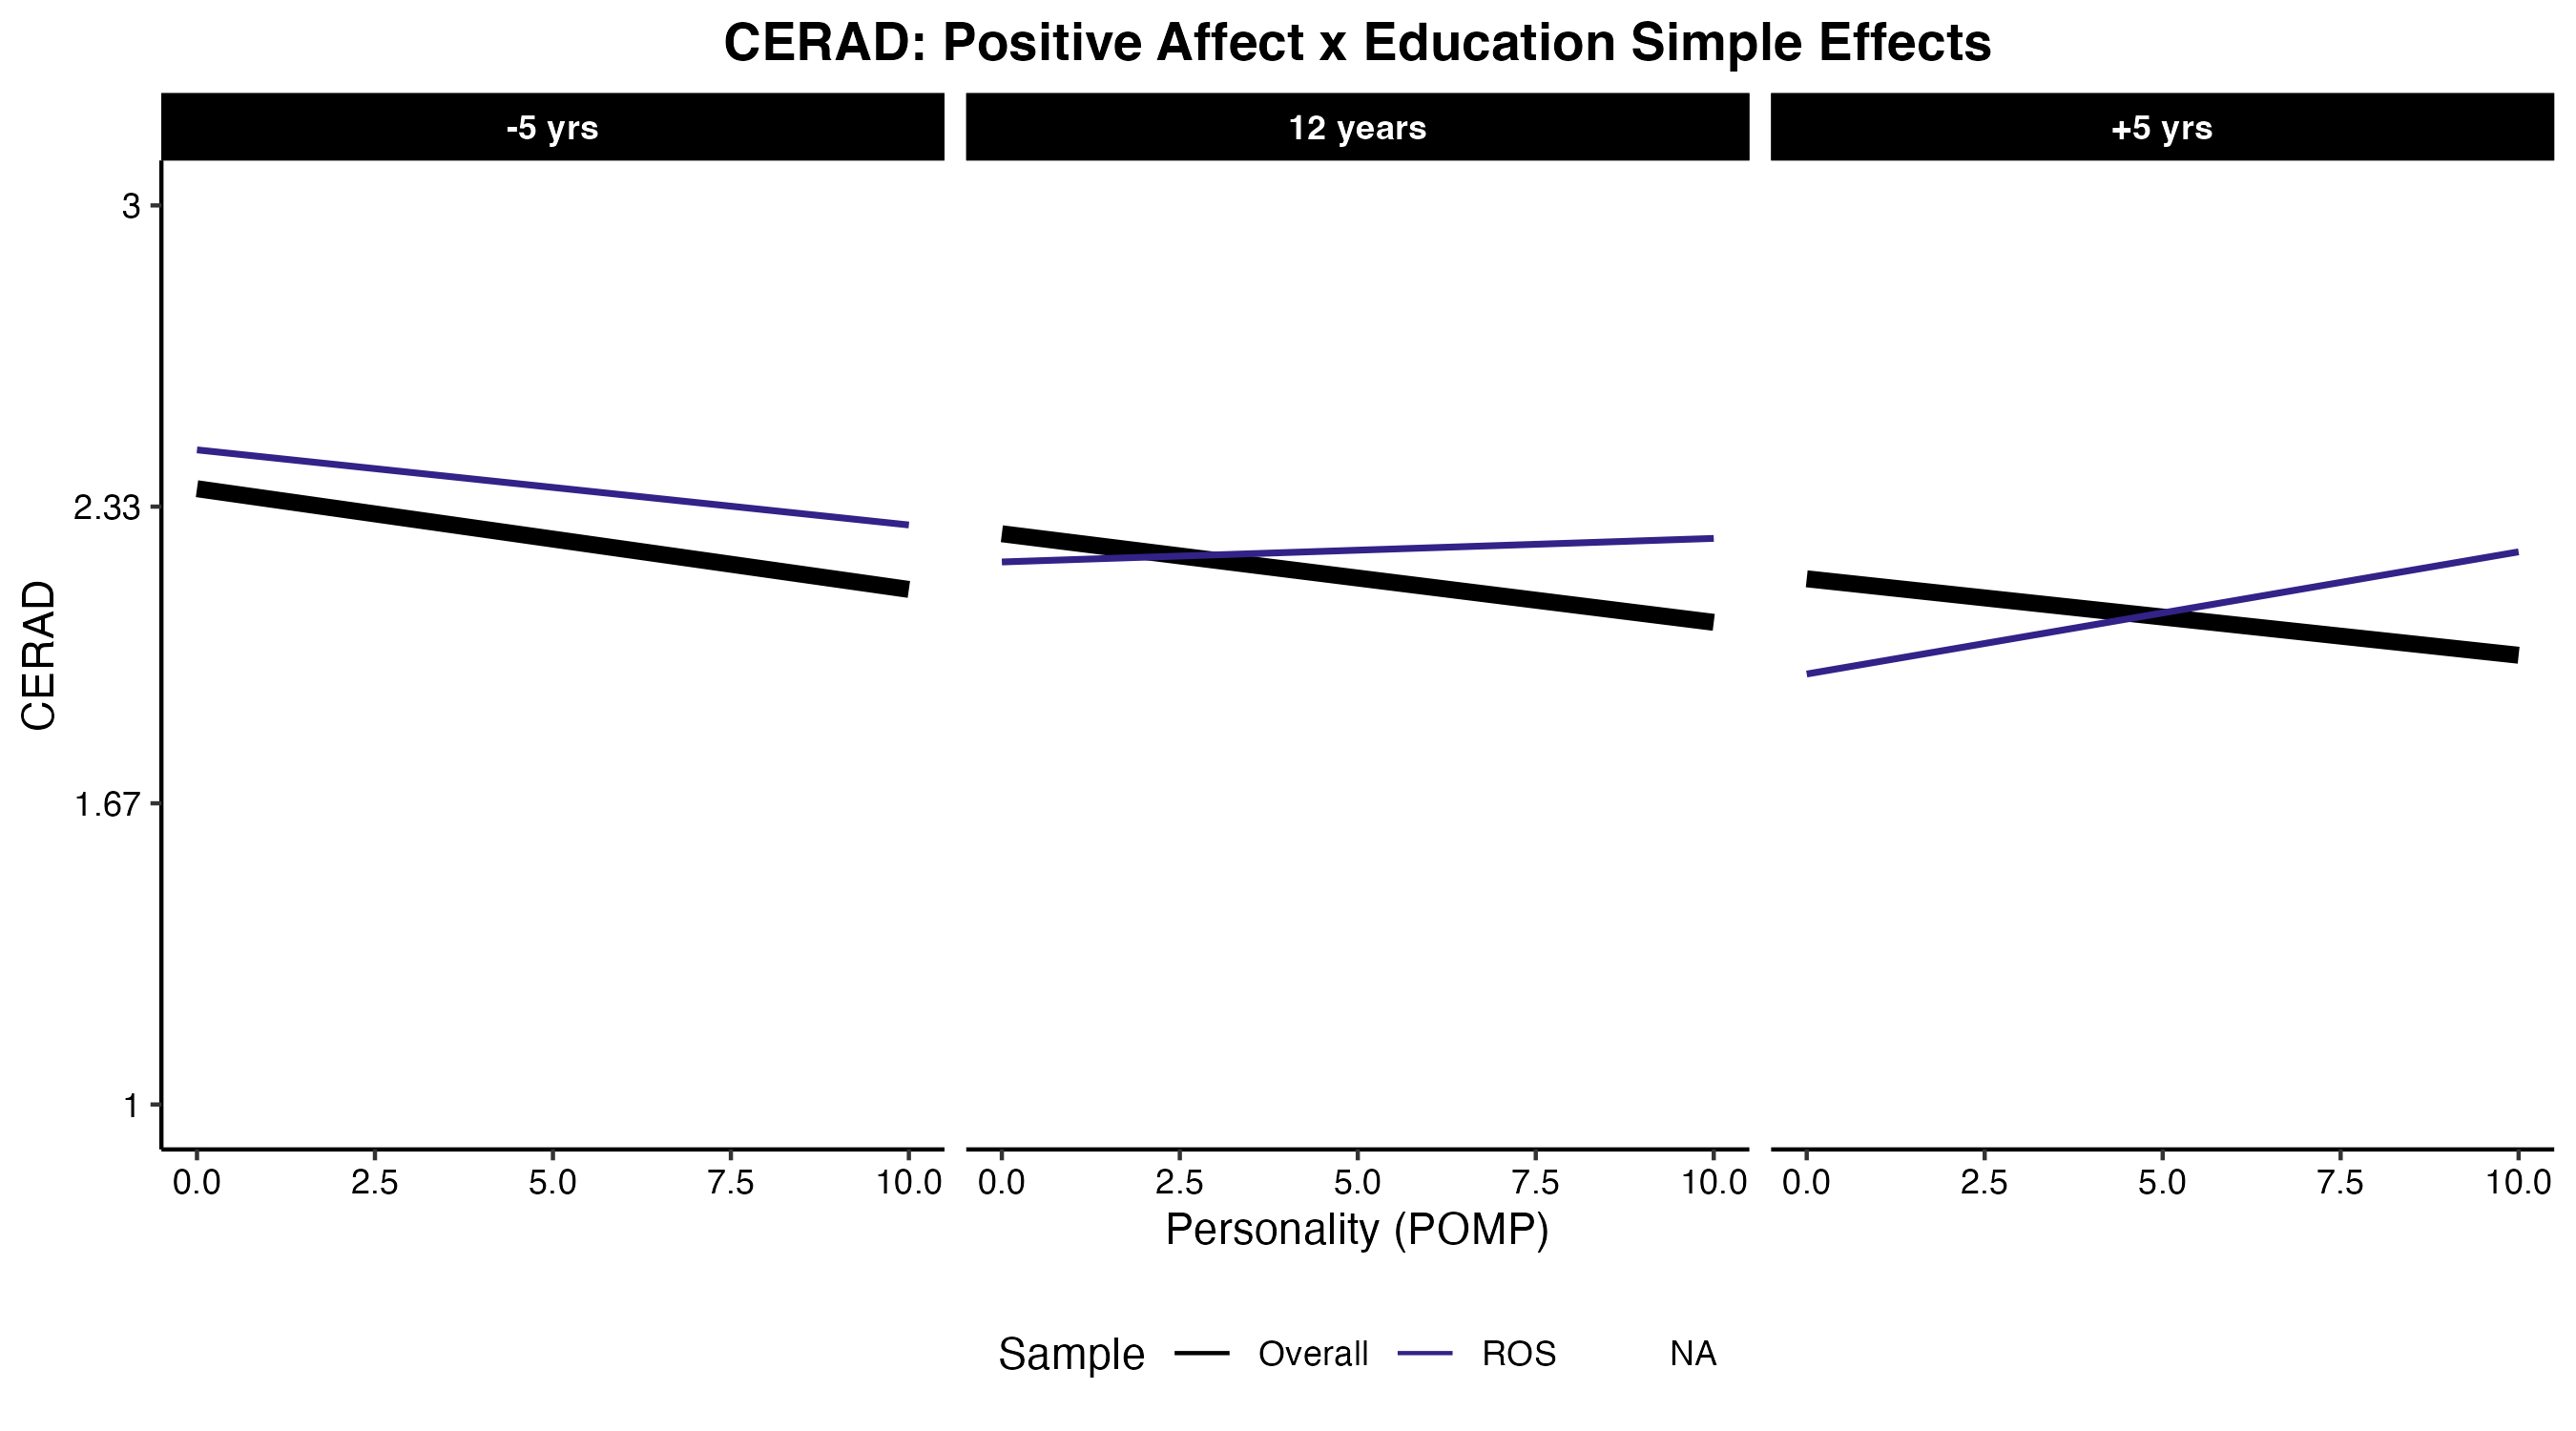 CERAD: Positive Affect x Education Simple Effects
-5 yrs
12 years
+5 yrs
3
2.33
1.67
1
CERAD
0.0 2.5 5.0 7.5 10.0
0.0 2.5 5.0 7.5 10.0
0.0 2.5 5.0 7.5 10.0
Personality (POMP)
Sample Overall ROS NA